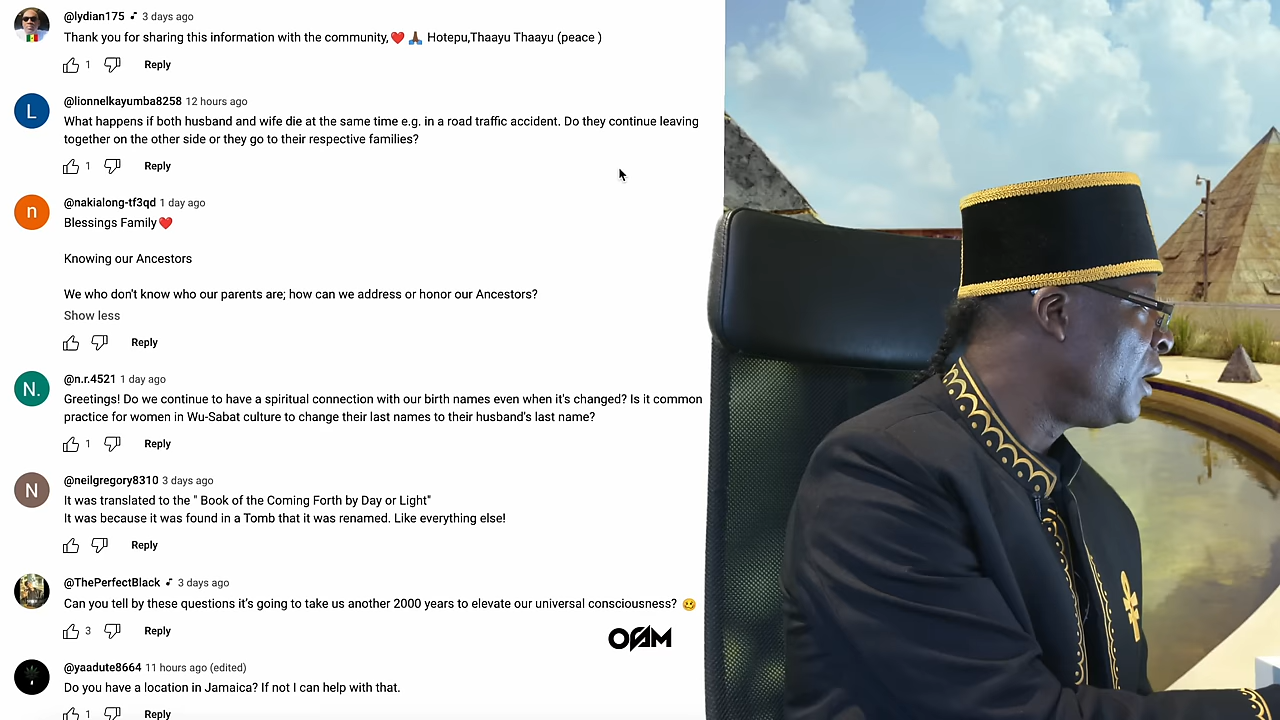 @lydian175 3 days ago
Thank you for sharing this information with the community,❤️ 🙏🏾 Hotepu,Thaayu Thaayu (peace )
1 Reply
L
@lionnelkayumba8258 12 hours ago
What happens if both husband and wife die at the same time e.g. in a road traffic accident. Do they continue leaving
together on the other side or they go to their respective families?
1 Reply
n
@nakialong-tf3qd 1 day ago
Blessings Family❤️
Knowing our Ancestors
We who don't know who our parents are; how can we address or honor our Ancestors?
Show less
Reply
N.
@n.r.4521 1 day ago
Greetings! Do we continue to have a spiritual connection with our birth names even when it's changed? Is it common
practice for women in Wu-Sabat culture to change their last names to their husband's last name?
1 Reply
N
@neilgregory8310 3 days ago
It was translated to the " Book of the Coming Forth by Day or Light"
It was because it was found in a Tomb that it was renamed. Like everything else!
Reply
@ThePerfectBlack 3 days ago
Can you tell by these questions it's going to take us another 2000 years to elevate our universal consciousness? 🥴
3 Reply
OFAM
@yaadute8664 11 hours ago (edited)
Do you have a location in Jamaica? If not I can help with that.
1 Reply